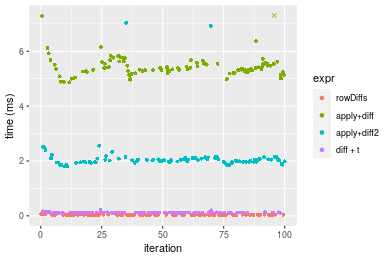 time (ms)
6
4
2
0
0
25
50
75
100
iteration
expr
rowDiffs
apply+diff
apply+diff2
diff + t